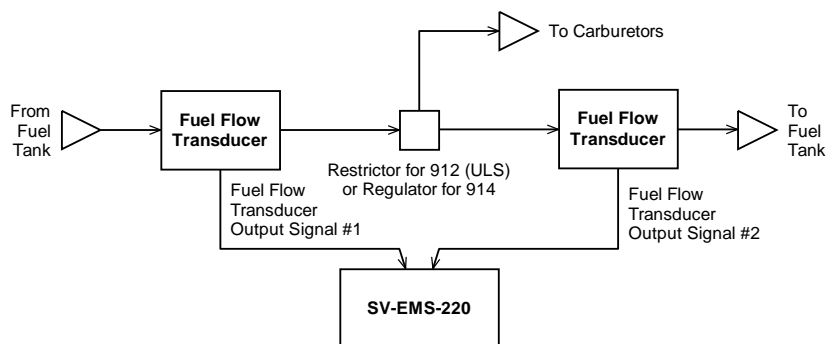 To Carburetors
From
Fuel
Tank
Fuel Flow
Transducer
Fuel Flow
Transducer
To
Fuel
Tank
Restrictor for 912 (ULS)
or Regulator for 914
Fuel Flow
Transducer
Output Signal #1
Fuel Flow
Transducer
Output Signal #2
SV-EMS-220